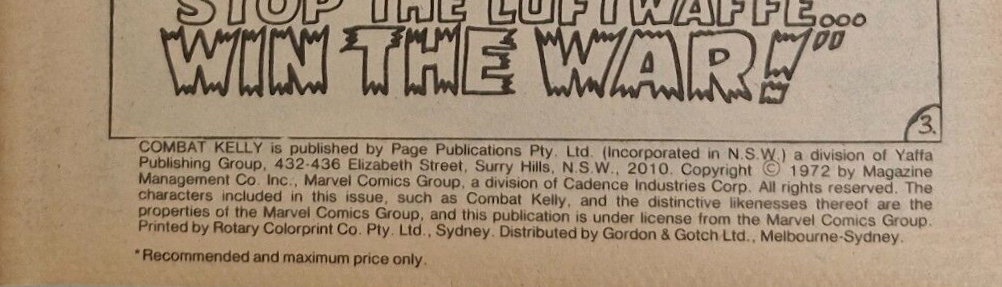 STOP THE LUFTWAFFE...
WIN THE WAR!"
3.
COMBAT KELLY is published by Page Publications Pty. Ltd. (Incorporated in N.S.W.) a division of Yaffa
Publishing Group, 432-436 Elizabeth Street, Surry Hills, N.S.W., 2010. Copyright © 1972 by Magazine
Management Co. Inc., Marvel Comics Group, a division of Cadence Industries Corp. All rights reserved. The
characters included in this issue, such as Combat Kelly, and the distinctive likenesses thereof are the
properties of the Marvel Comics Group, and this publication is under license from the Marvel Comics Group.
Printed by Rotary Colorprint Co. Pty. Ltd., Sydney. Distributed by Gordon & Gotch Ltd., Melbourne-Sydney.
*Recommended and maximum price only.